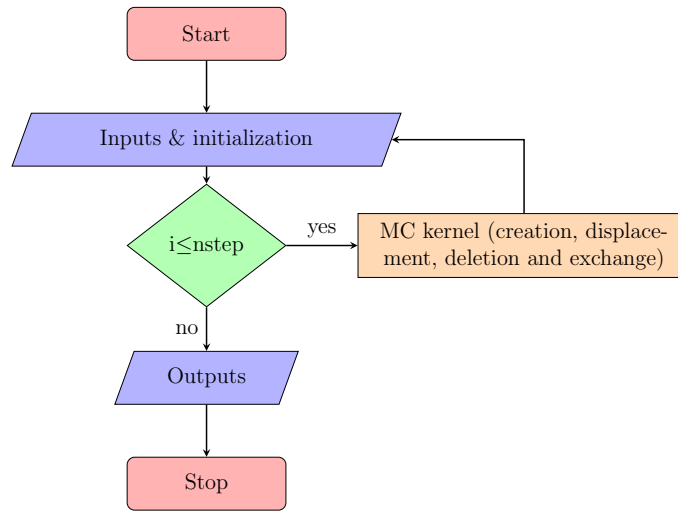 Start
Inputs & initialization
i≤nstep
yes
MC kernel (creation, displace-
ment, deletion and exchange)
no
Outputs
Stop